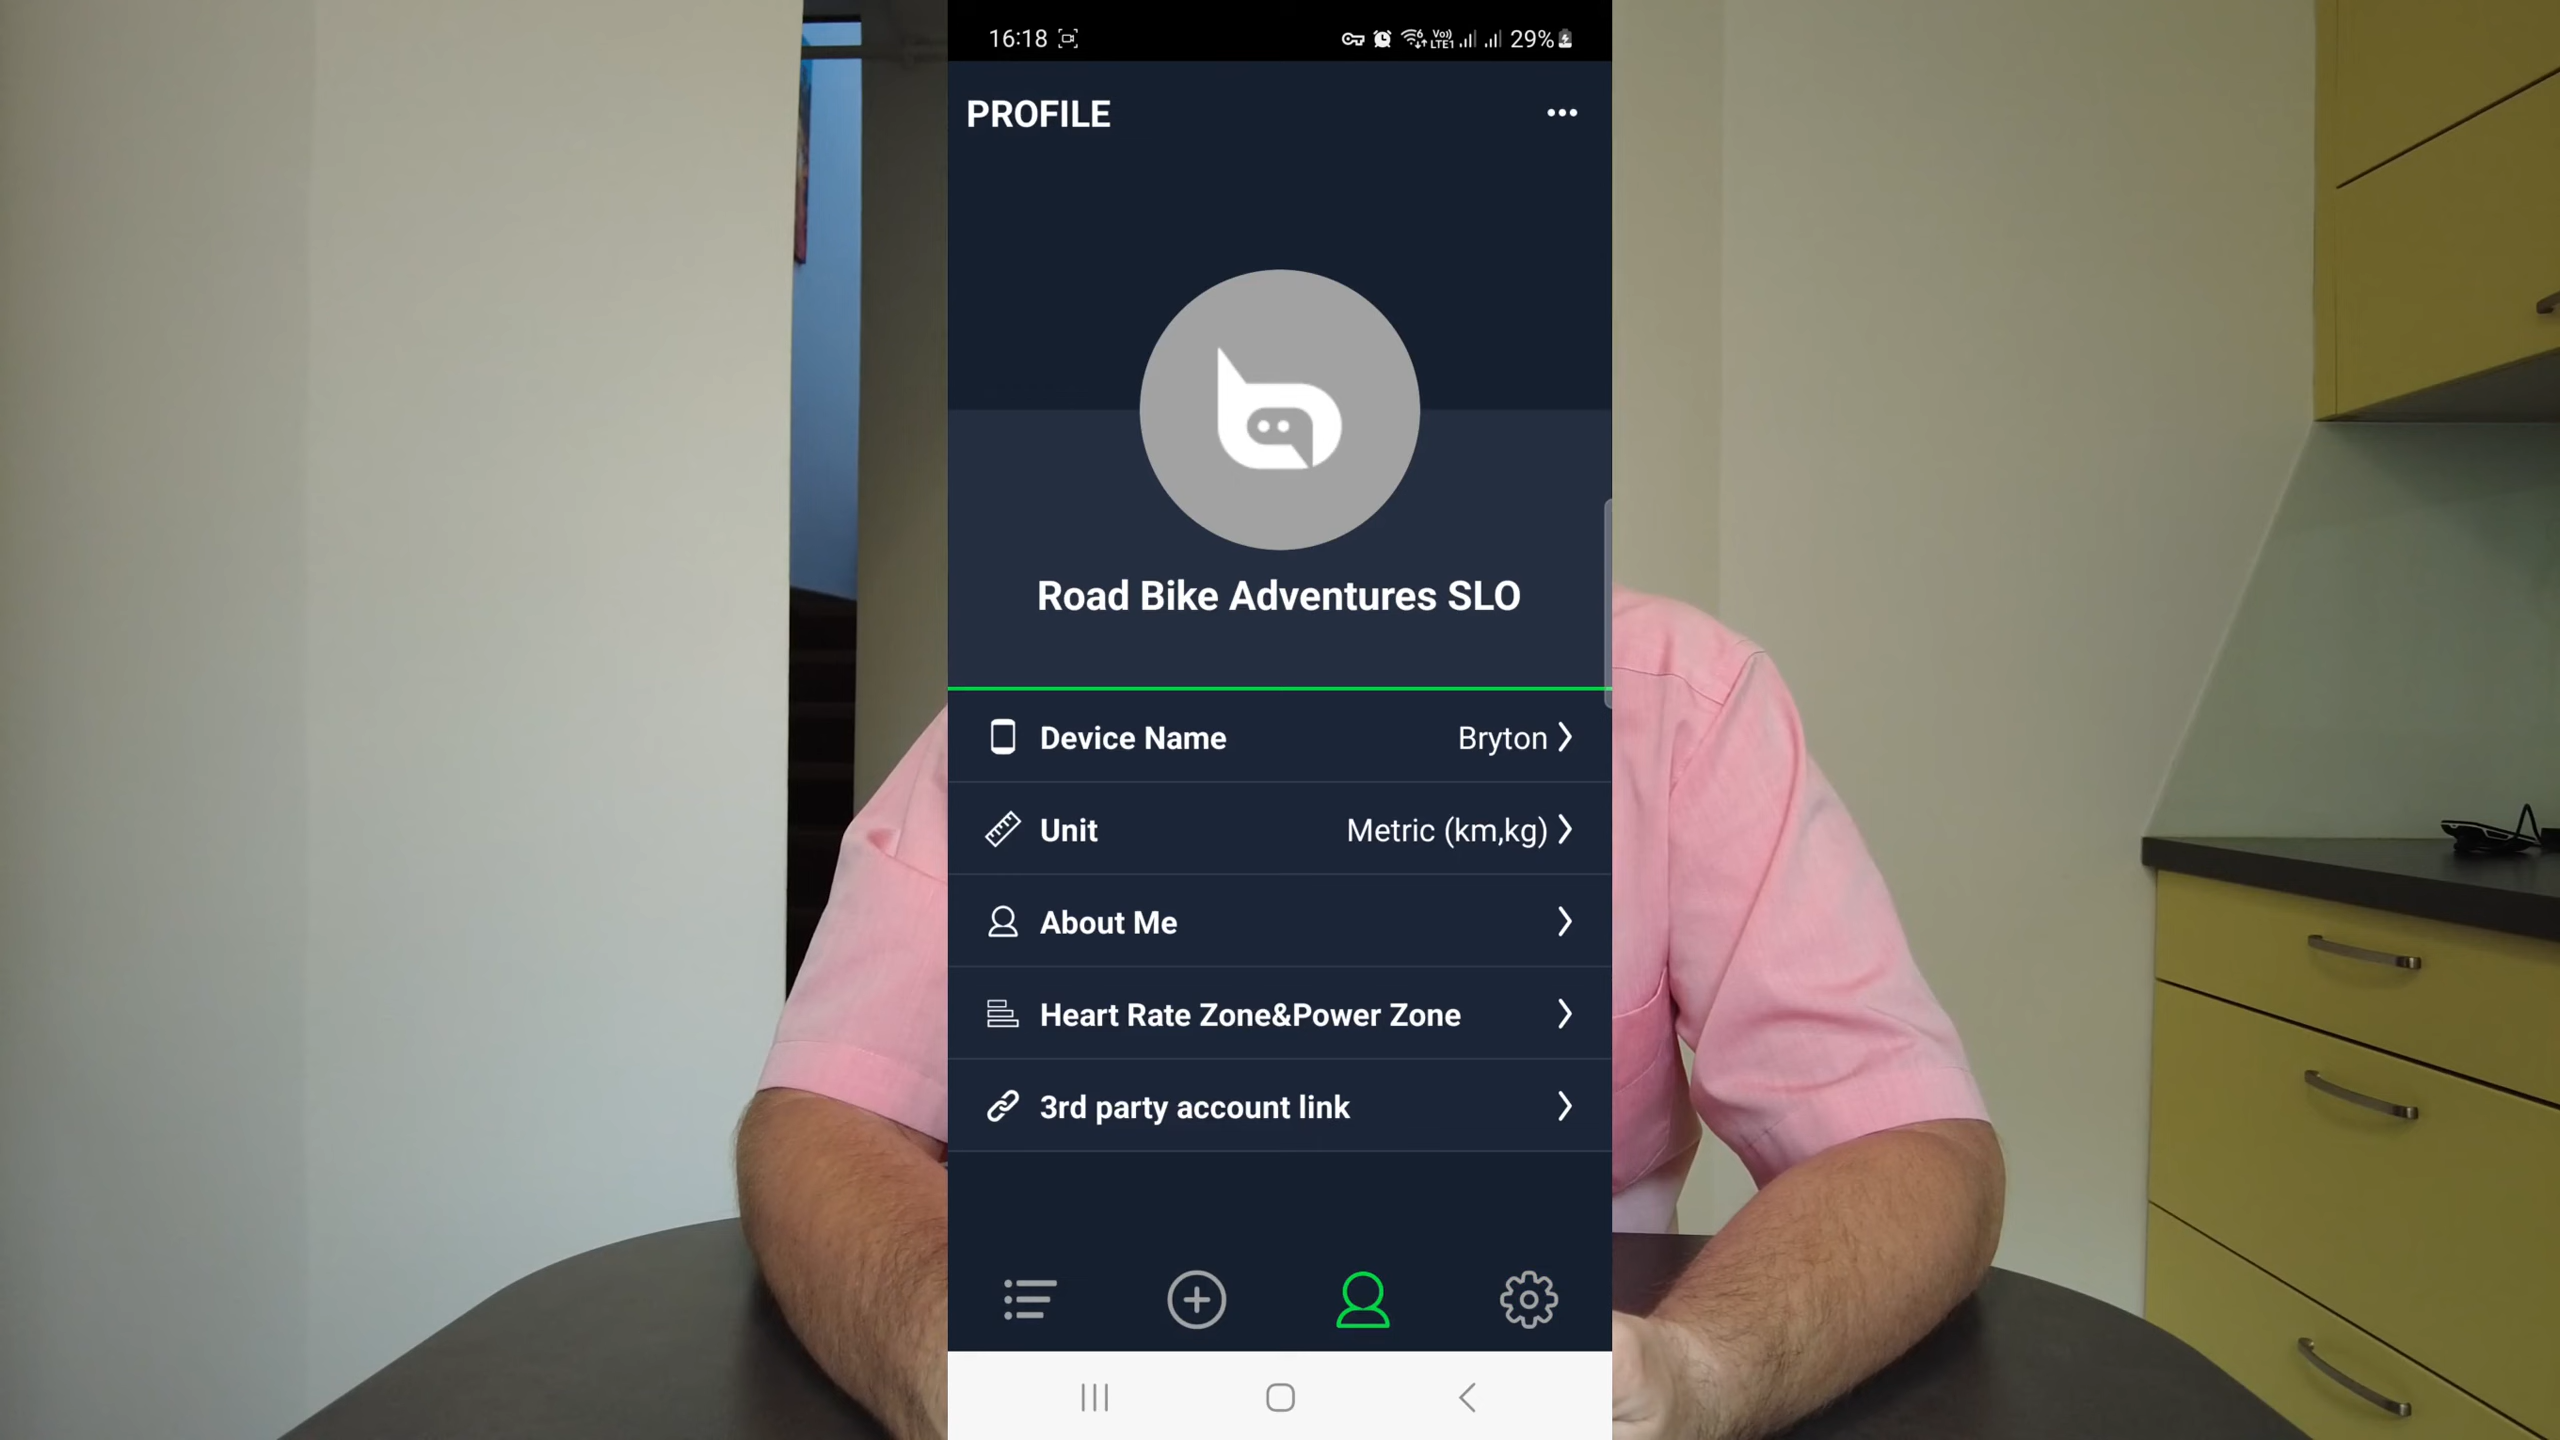 16:18 29%
PROFILE
Road Bike Adventures SLO
Device Name Bryton
Unit Metric (km,kg)
About Me
Heart Rate Zone&Power Zone
3rd party account link